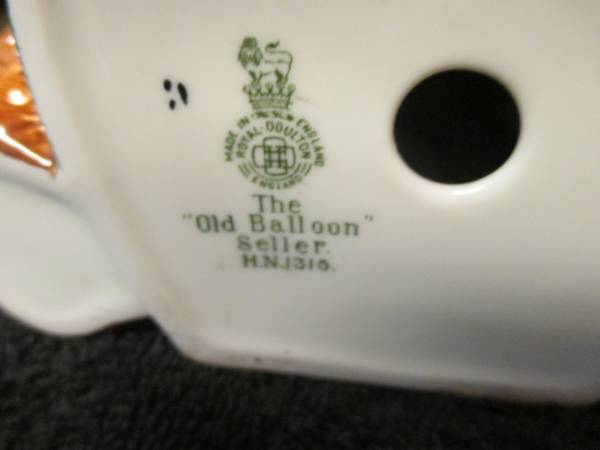 MADE IN ENGLAND
ROYAL·DOULTON
ENGLAND
The
"Old Balloon"
Seller.
H.N.1315.